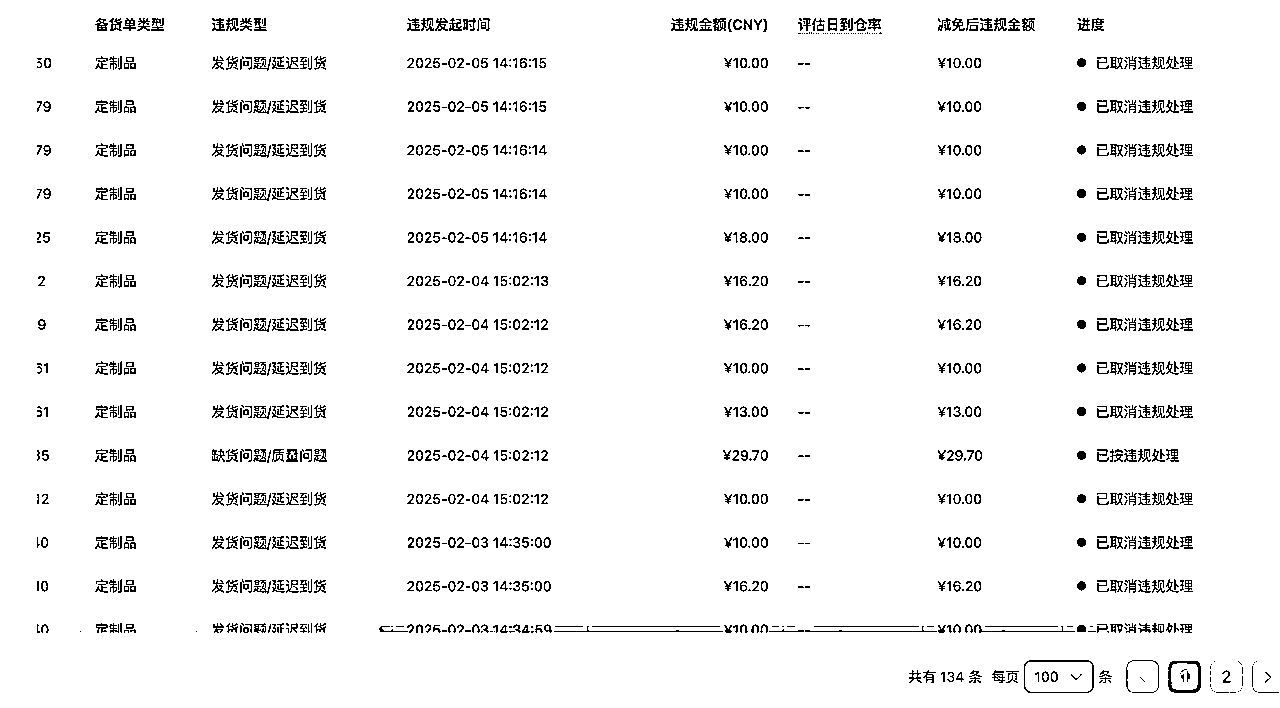 备货单类型 违规类型 违规发起时间 违规金额(CNY) 评估日到仓率 减免后违规金额 进度
50 定制品 发货问题/延迟到货 2025-02-05 14:16:15 ¥10.00 -- ¥10.00 已取消违规处理
79 定制品 发货问题/延迟到货 2025-02-05 14:16:15 ¥10.00 -- ¥10.00 已取消违规处理
79 定制品 发货问题/延迟到货 2025-02-05 14:16:14 ¥10.00 -- ¥10.00 已取消违规处理
79 定制品 发货问题/延迟到货 2025-02-05 14:16:14 ¥10.00 -- ¥10.00 已取消违规处理
25 定制品 发货问题/延迟到货 2025-02-05 14:16:14 ¥18.00 -- ¥18.00 已取消违规处理
2 定制品 发货问题/延迟到货 2025-02-04 15:02:13 ¥16.20 -- ¥16.20 已取消违规处理
9 定制品 发货问题/延迟到货 2025-02-04 15:02:12 ¥16.20 -- ¥16.20 已取消违规处理
61 定制品 发货问题/延迟到货 2025-02-04 15:02:12 ¥10.00 -- ¥10.00 已取消违规处理
61 定制品 发货问题/延迟到货 2025-02-04 15:02:12 ¥13.00 -- ¥13.00 已取消违规处理
35 定制品 缺货问题/质量问题 2025-02-04 15:02:12 ¥29.70 -- ¥29.70 已按违规处理
12 定制品 发货问题/延迟到货 2025-02-04 15:02:12 ¥10.00 -- ¥10.00 已取消违规处理
40 定制品 发货问题/延迟到货 2025-02-03 14:35:00 ¥10.00 -- ¥10.00 已取消违规处理
40 定制品 发货问题/延迟到货 2025-02-03 14:35:00 ¥16.20 -- ¥16.20 已取消违规处理
40 定制品 发货问题/延迟到货 2025-02-03 14:34:59 ¥10.00 -- ¥10.00 已取消违规处理
共有 134 条 每页 100 条 2